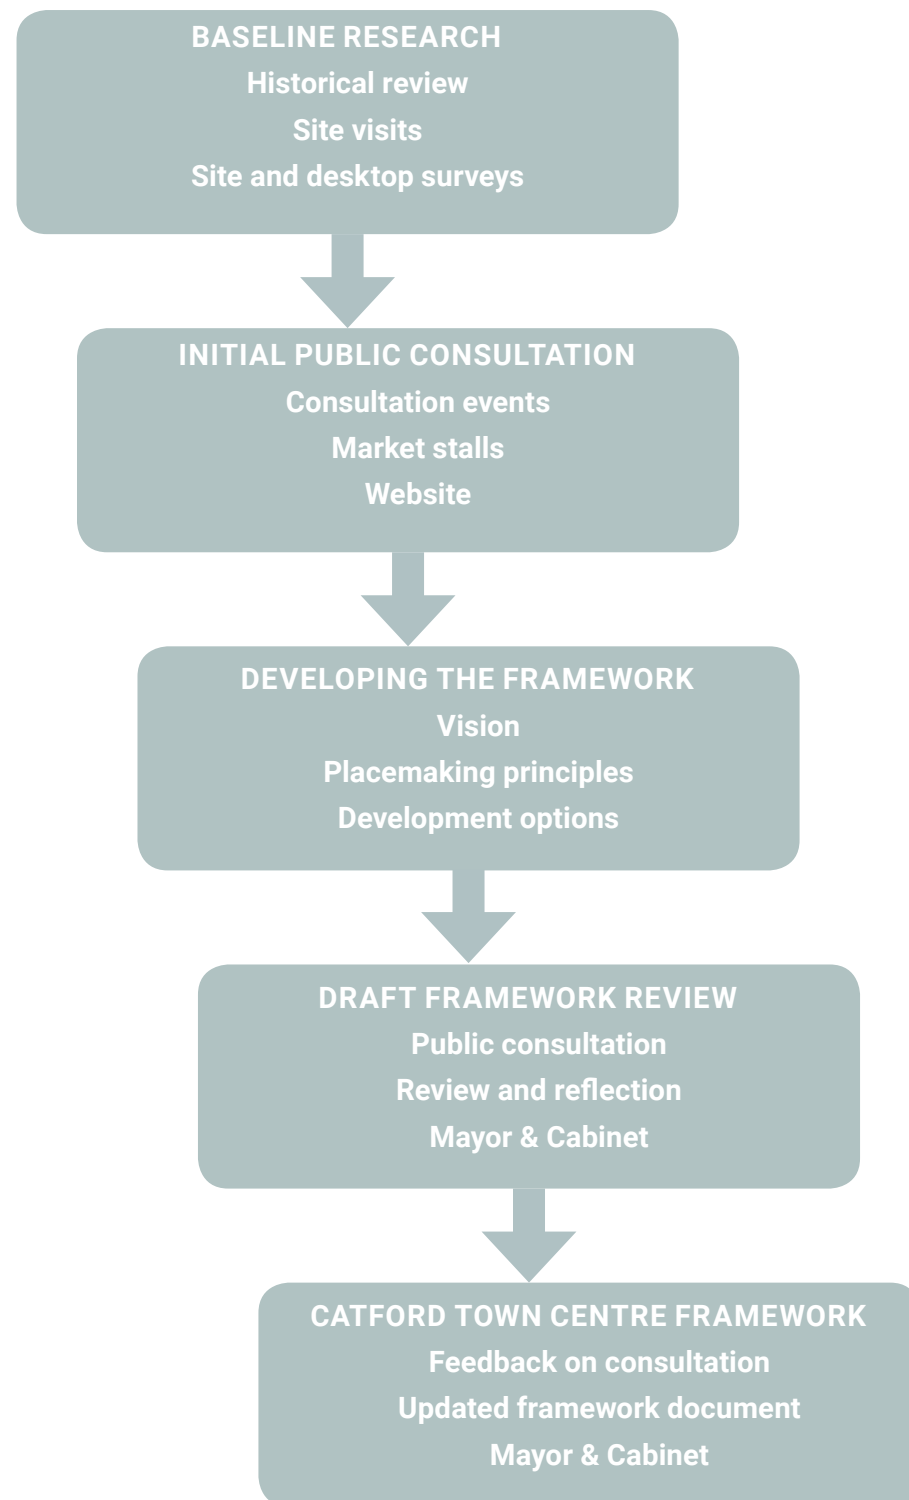 BASELINE RESEARCH
Historical review
Site visits
Site and desktop surveys
INITIAL PUBLIC CONSULTATION
Consultation events
Market stalls
Website
DEVELOPING THE FRAMEWORK
Vision
Placemaking principles
Development options
DRAFT FRAMEWORK REVIEW
Public consultation
Review and reflection
Mayor & Cabinet
CATFORD TOWN CENTRE FRAMEWORK
Feedback on consultation
Updated framework document
Mayor & Cabinet